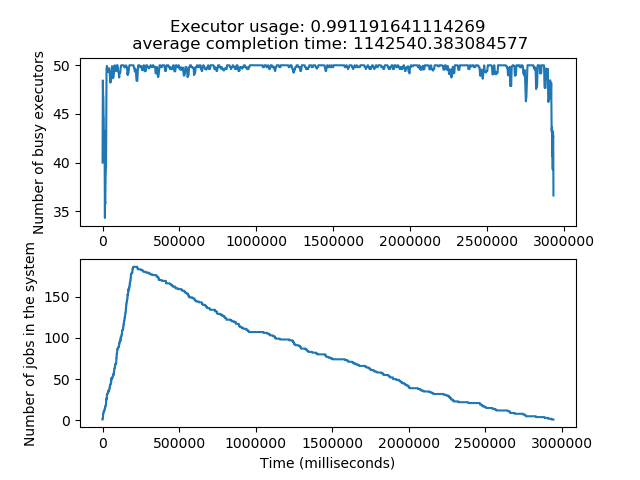 Executor usage: 0.991191641114269
average completion time: 1142540.383084577
Number of busy executors
50
45
40
35
0 500000 1000000 1500000 2000000 2500000 3000000
Number of jobs in the system
150
100
50
0
0 500000 1000000 1500000 2000000 2500000 3000000
Time (milliseconds)